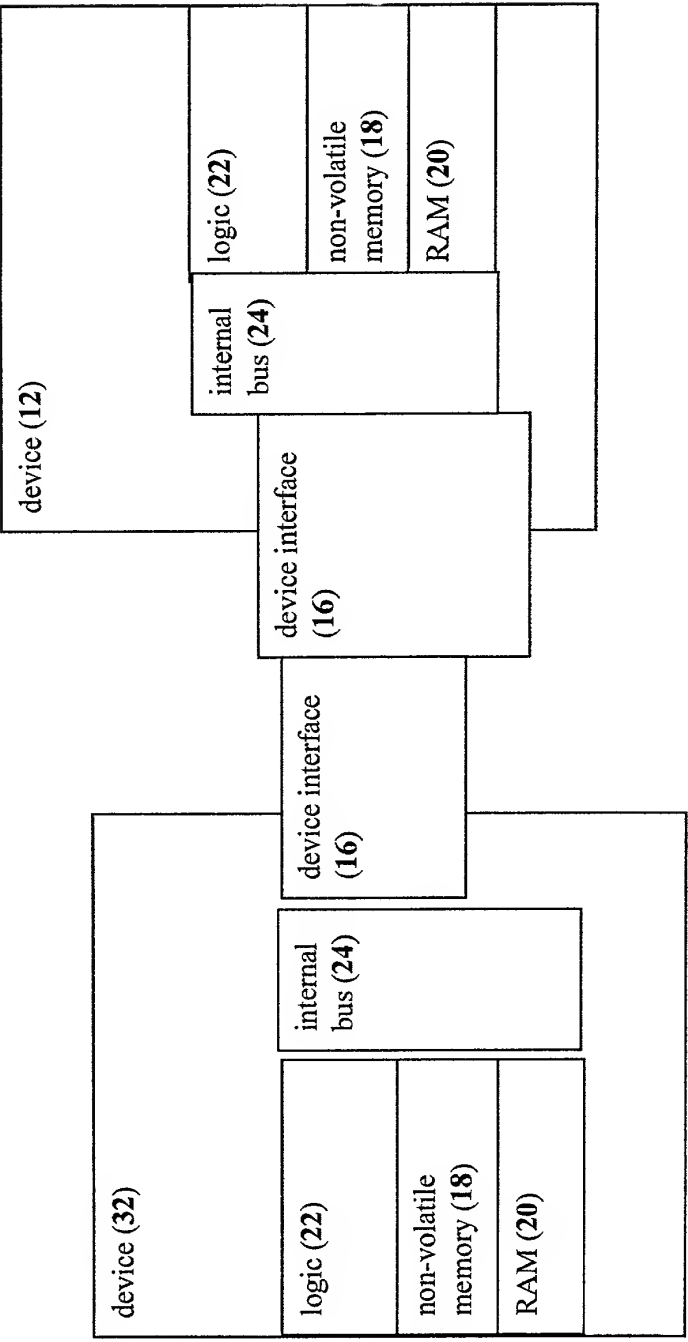 device (32)
logic (22)
non-volatile
memory (18)
RAM (20)
internal
bus (24)
device interface
(16)
device interface
(16)
device (12)
internal
bus (24)
logic (22)
non-volatile
memory (18)
RAM (20)